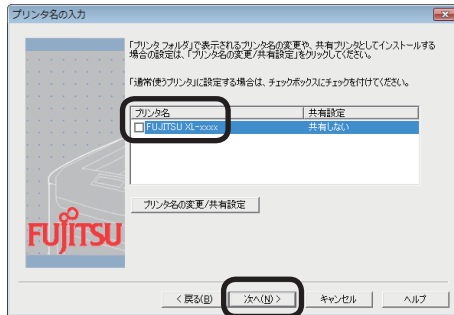 プリンタ名の入力
「プリンタ フォルダ」で表示されるプリンタ名の変更や、共有プリンタとしてインストールする
場合の設定は、「プリンタ名の変更/共有設定」をクリックしてください。
「通常使うプリンタ」に設定する場合は、チェックボックスにチェックを付けてください。
プリンタ名 共有設定
FUJITSU XL-xxxx 共有しない
プリンタ名の変更/共有設定
FUJITSU
< 戻る(B) 次へ(N) > キャンセル ヘルプ